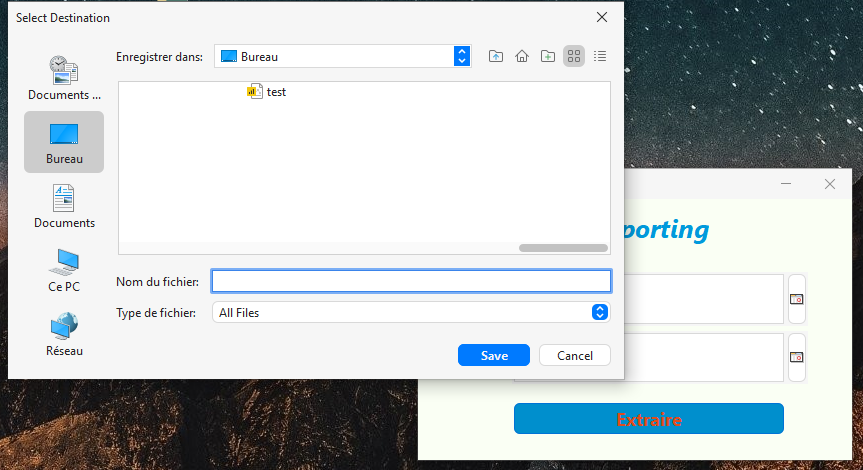 Select Destination
Enregistrer dans: Bureau
Documents ...
test
Bureau
Documents
Ce PC
Réseau
Nom du fichier:
Type de fichier: All Files
Save Cancel
porting
Extraire